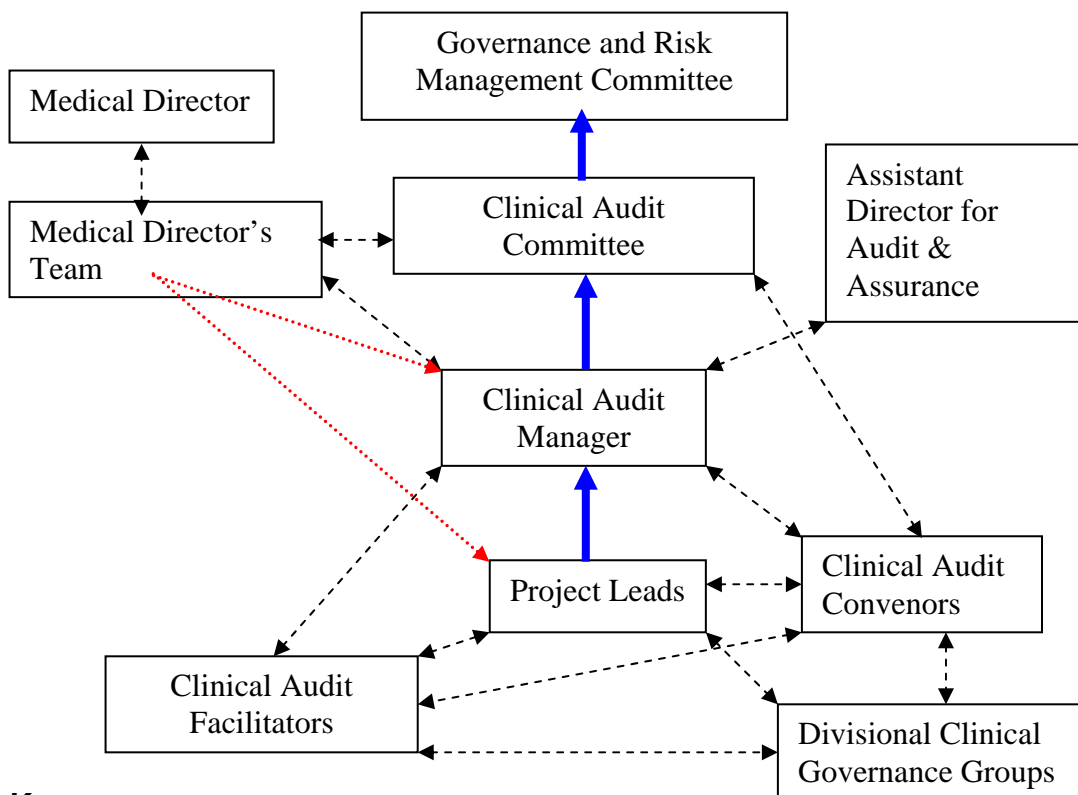 Governance and Risk
Management Committee
Medical Director
Assistant
Director for
Audit &
Assurance
Clinical Audit
Committee
Medical Director’s
Team
Clinical Audit
Manager
Project Leads
Clinical Audit
Convenors
Clinical Audit
Facilitators
Divisional Clinical
Governance Groups